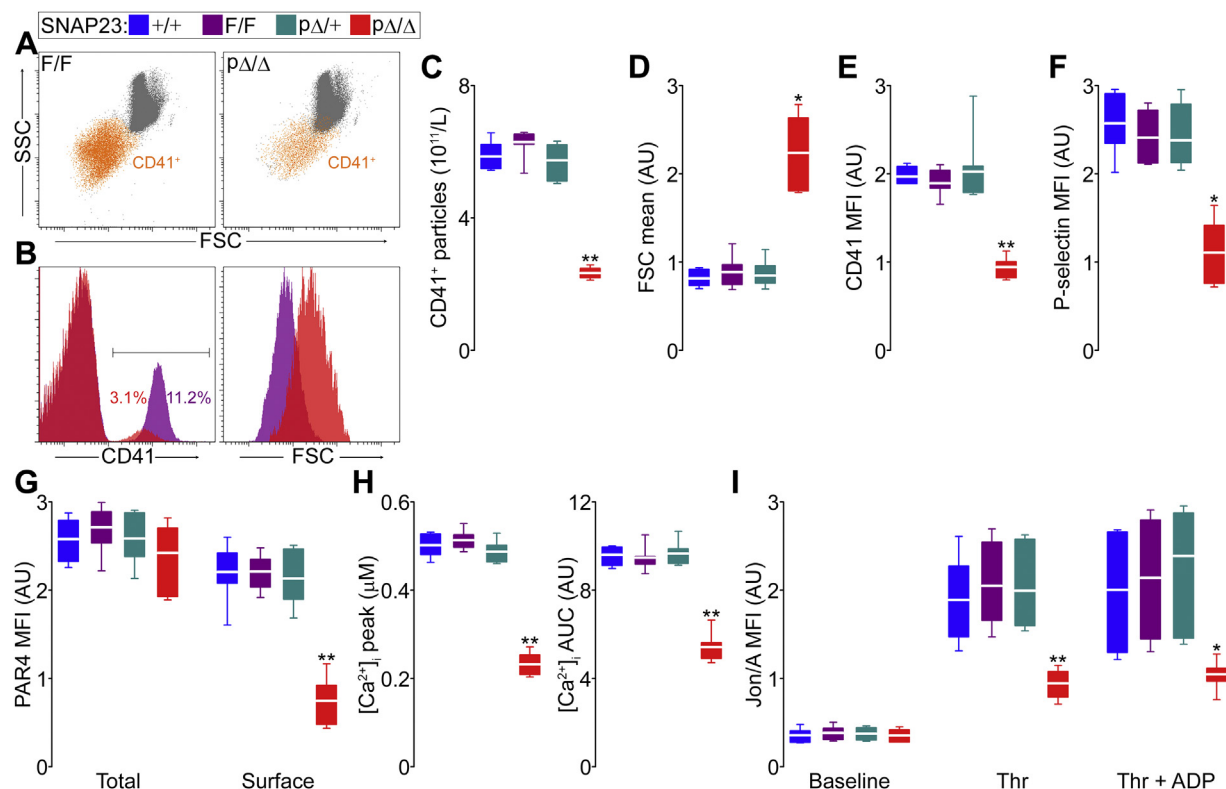 SNAP23: +/+ F/F pΔ/+ pΔ/Δ
A
F/F
pΔ/Δ
SSC
CD41⁺
CD41⁺
FSC
B
3.1%
11.2%
CD41
FSC
C
CD41⁺ particles (10¹¹/L)
8
4
0
**
D
FSC mean (AU)
3
2
1
0
*
E
CD41 MFI (AU)
3
2
1
0
**
F
P-selectin MFI (AU)
3
2
1
0
*
G
PAR4 MFI (AU)
3
2
1
0
**
Total
Surface
H
[Ca²⁺]ᵢ peak (μM)
0.6
0.4
0.2
0
**
[Ca²⁺]ᵢ AUC (AU)
12
8
4
0
**
I
Jon/A MFI (AU)
3
2
1
0
**
*
Baseline
Thr
Thr + ADP